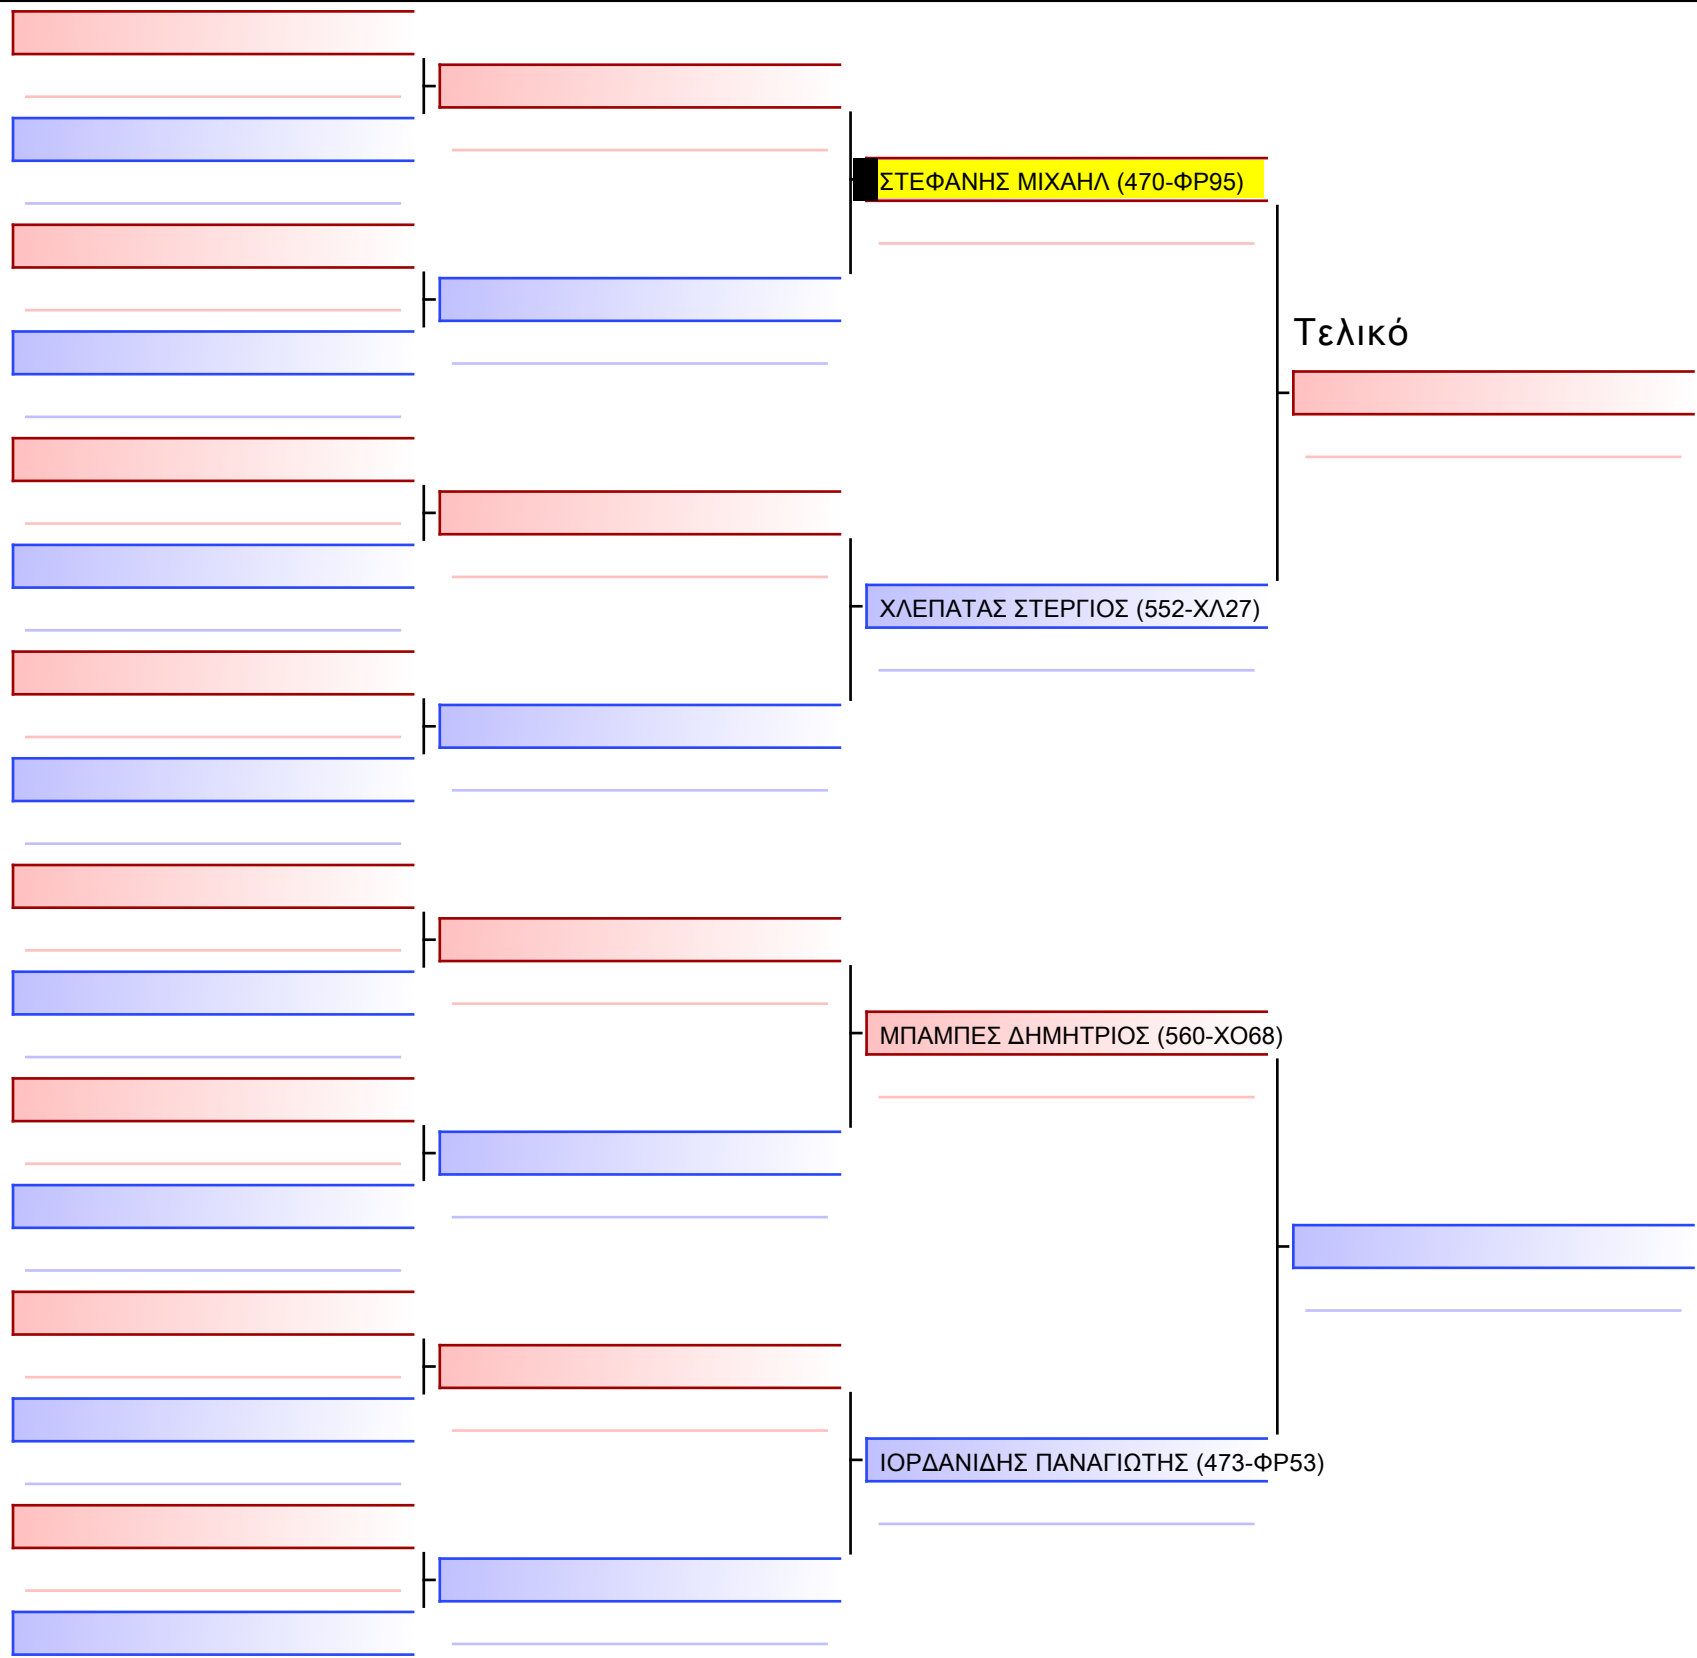 ΣΤΕΦΑΝΗΣ ΜΙΧΑΗΛ (470-ΦΡ95)
Τελικό
ΧΛΕΠΑΤΑΣ ΣΤΕΡΓΙΟΣ (552-ΧΛ27)
ΜΠΑΜΠΕΣ ΔΗΜΗΤΡΙΟΣ (560-ΧΟ68)
ΙΟΡΔΑΝΙΔΗΣ ΠΑΝΑΓΙΩΤΗΣ (473-ΦΡ53)